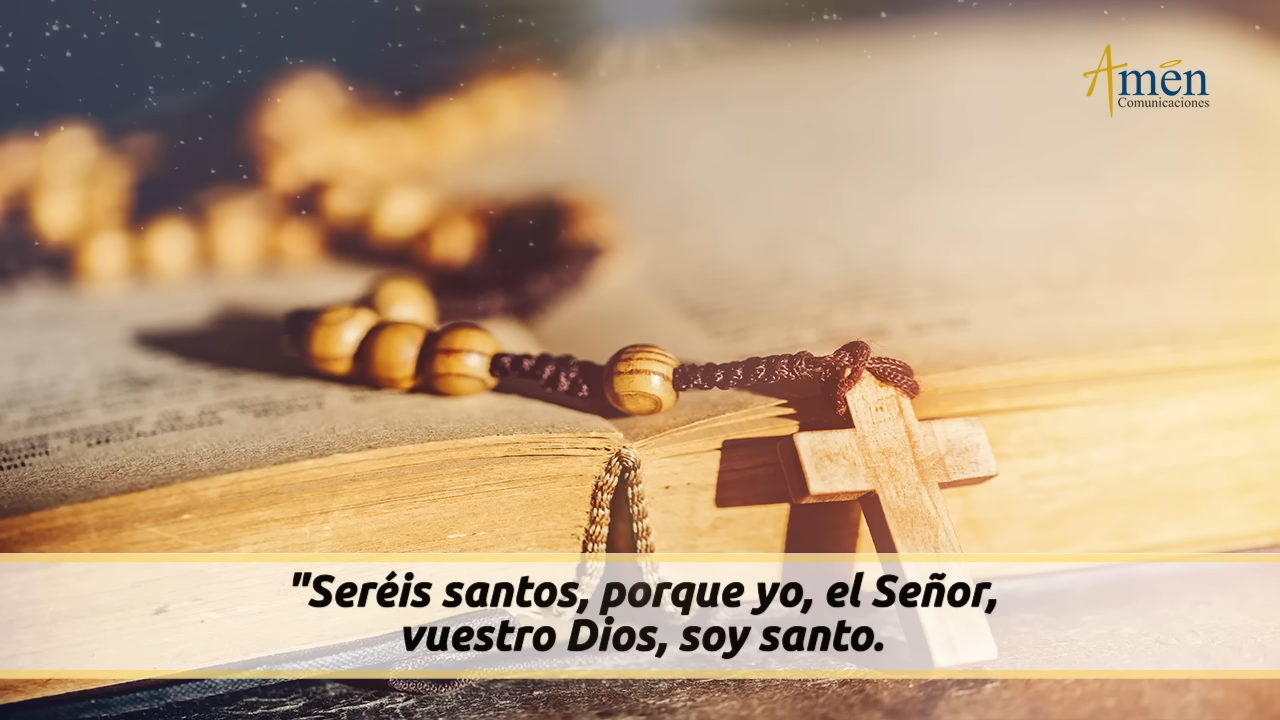 Amén
Comunicaciones
"Seréis santos, porque yo, el Señor,
vuestro Dios, soy santo.